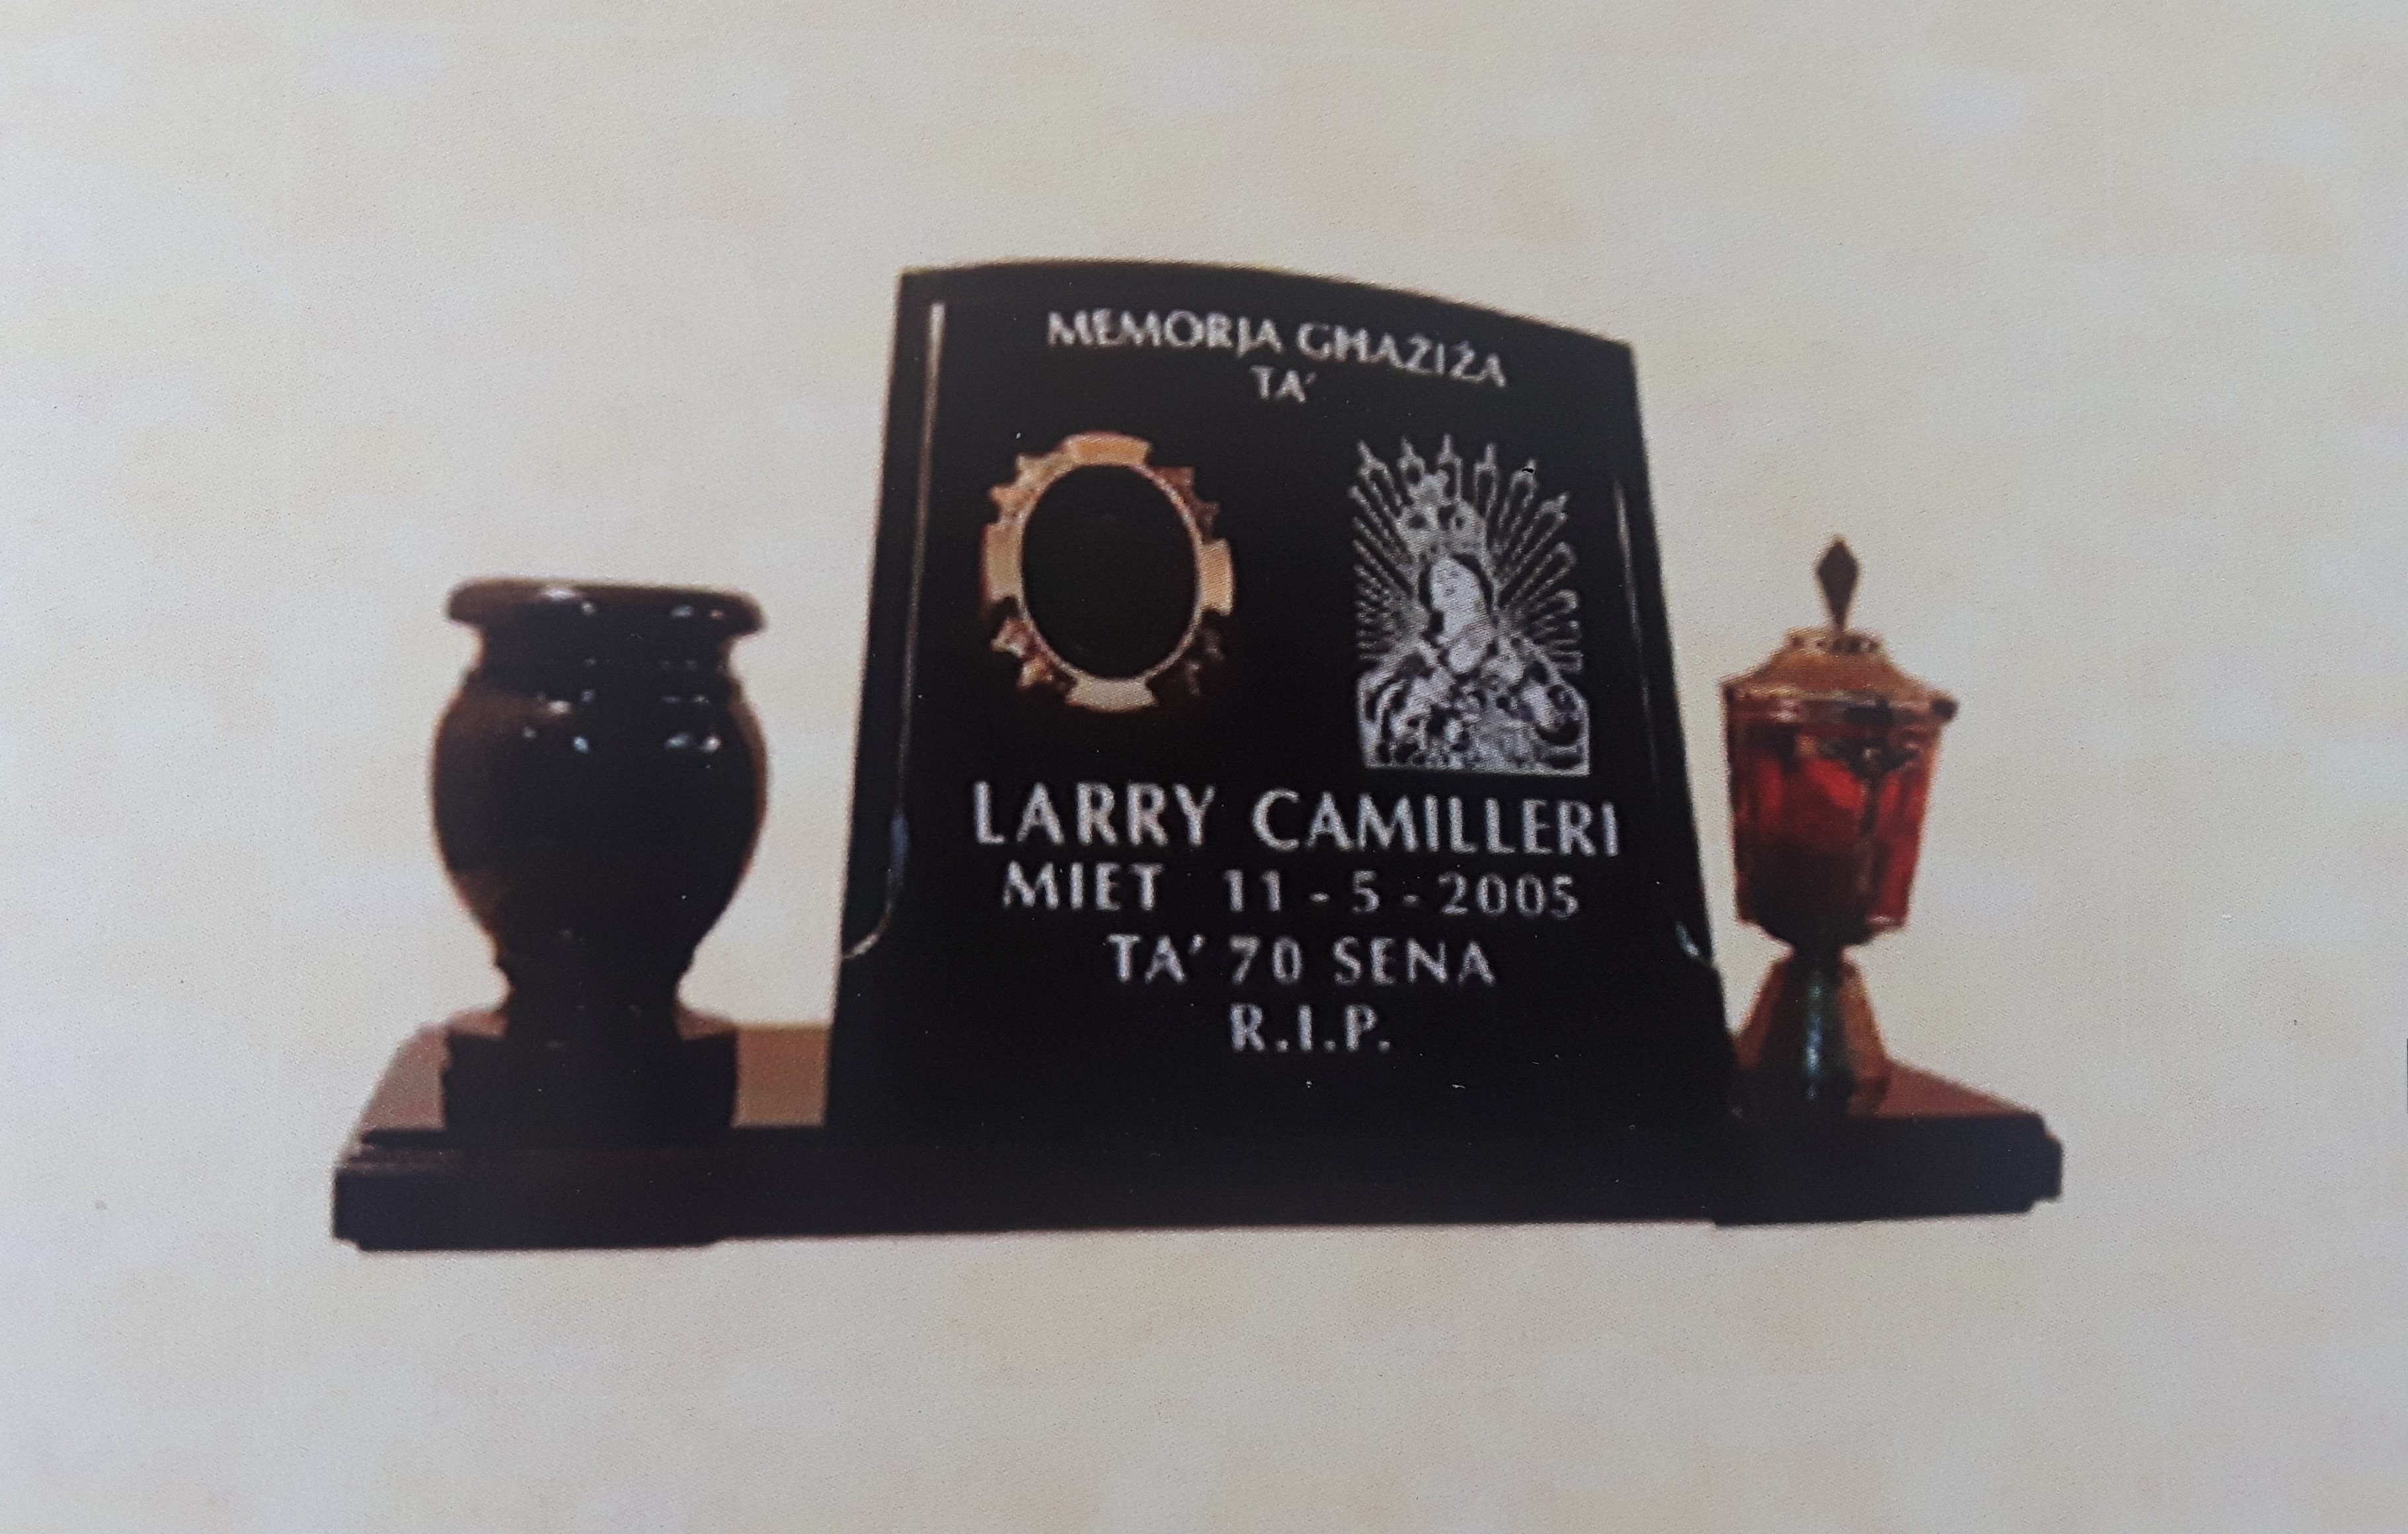 MEMORJA GĦAŻIŻA
TA'
LARRY CAMILLERI
MIET 11 - 5 - 2005
TA' 70 SENA
R.I.P.